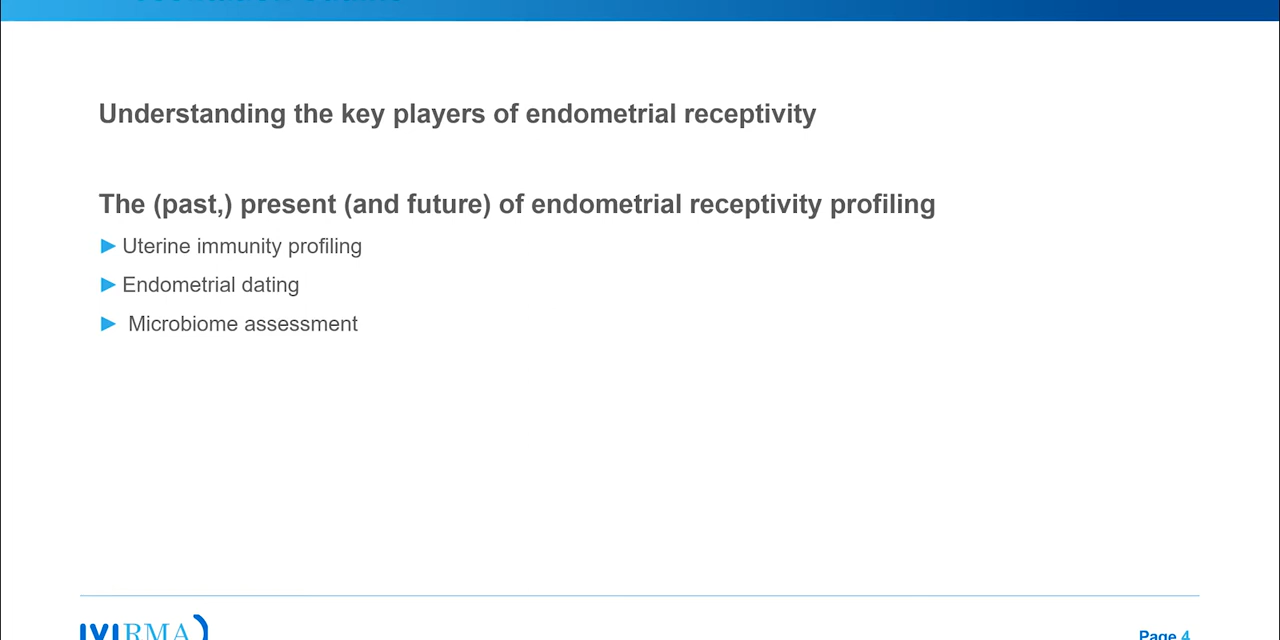 Understanding the key players of endometrial receptivity
The (past,) present (and future) of endometrial receptivity profiling
► Uterine immunity profiling
► Endometrial dating
► Microbiome assessment
IVIRMA
Page 4